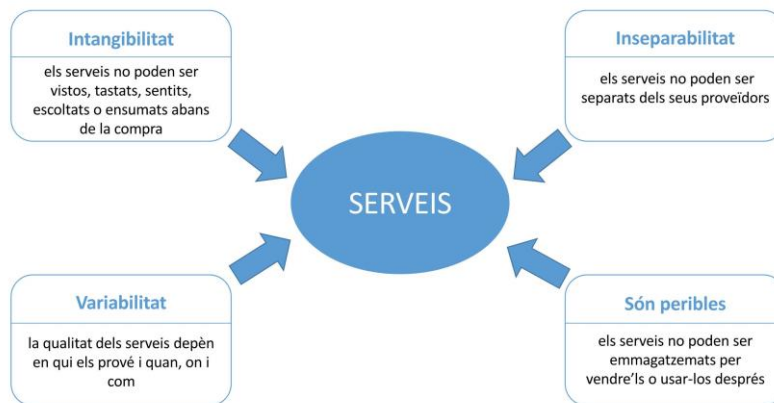 Intangibilitat
els serveis no poden ser
vistos, tastats, sentits,
escoltats o ensumats abans
de la compra
Inseparabilitat
els serveis no poden ser
separats dels seus proveïdors
SERVEIS
Variabilitat
la qualitat dels serveis depèn
en qui els prové i quan, on i
com
Són peribles
els serveis no poden ser
emmagatzemats per
vendre'ls o usar-los després